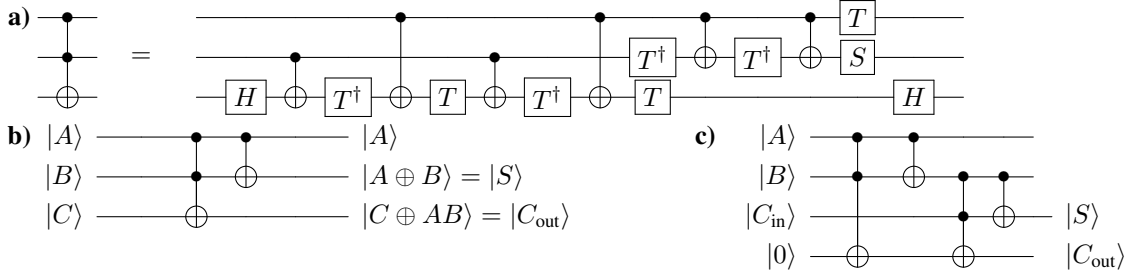 a) = T
T† T† S
H T† T T† T H
b) |A⟩ |A⟩ c) |A⟩
|B⟩ |A ⊕ B⟩ = |S⟩ |B⟩
|C⟩ |C ⊕ AB⟩ = |C_out⟩ |C_in⟩ |S⟩
|0⟩ |C_out⟩